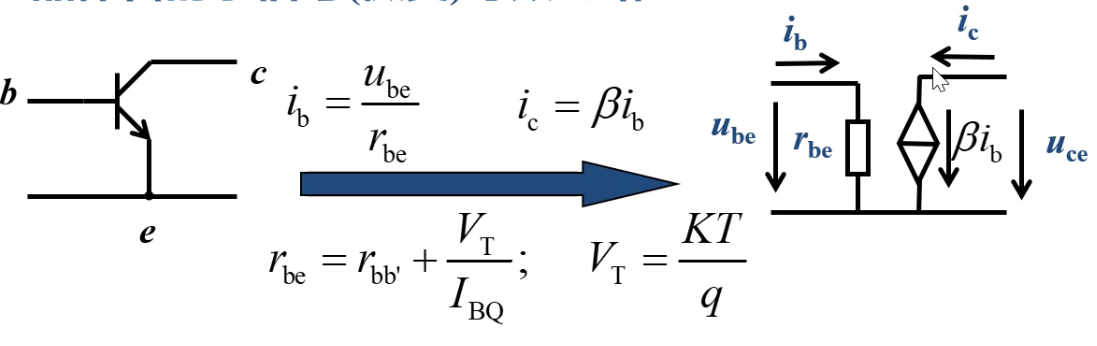 b
c
e
i_b = u_be / r_be
i_c = βi_b
r_be = r_bb' + V_T / I_BQ ;
V_T = KT / q
i_b
i_c
u_be
r_be
βi_b
u_ce